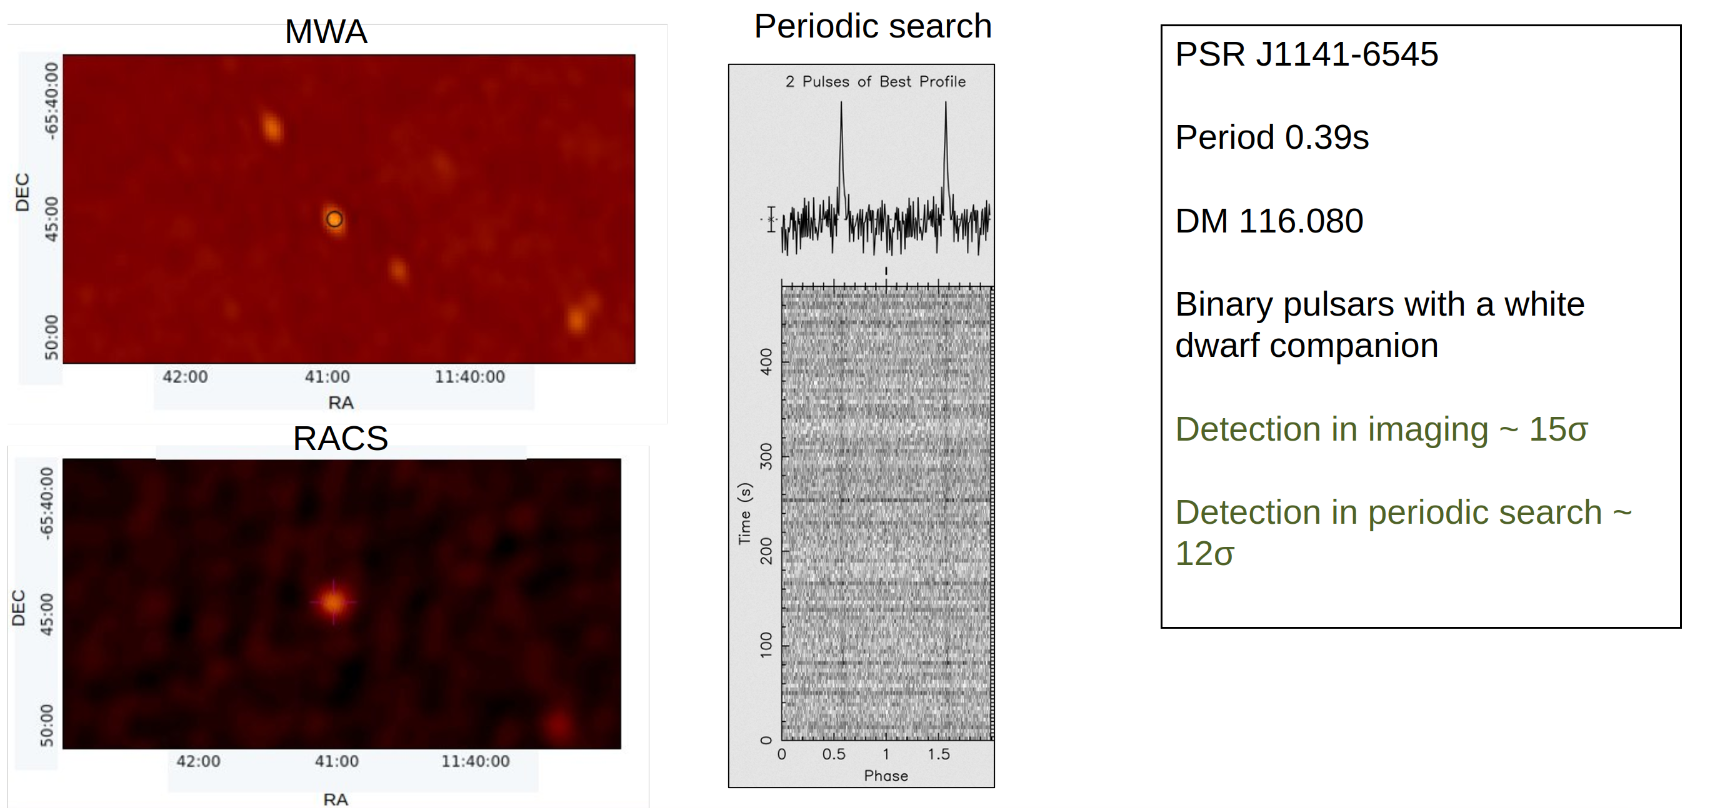 MWA
DEC
-65:40:00
45:00
50:00
42:00
41:00
11:40:00
RA
RACS
DEC
-65:40:00
45:00
50:00
42:00
41:00
11:40:00
RA
Periodic search
2 Pulses of Best Profile
Time (s)
400
300
200
100
0
0
0.5
1
1.5
Phase
PSR J1141-6545
Period 0.39s
DM 116.080
Binary pulsars with a white
dwarf companion
Detection in imaging ~ 15σ
Detection in periodic search ~
12σ